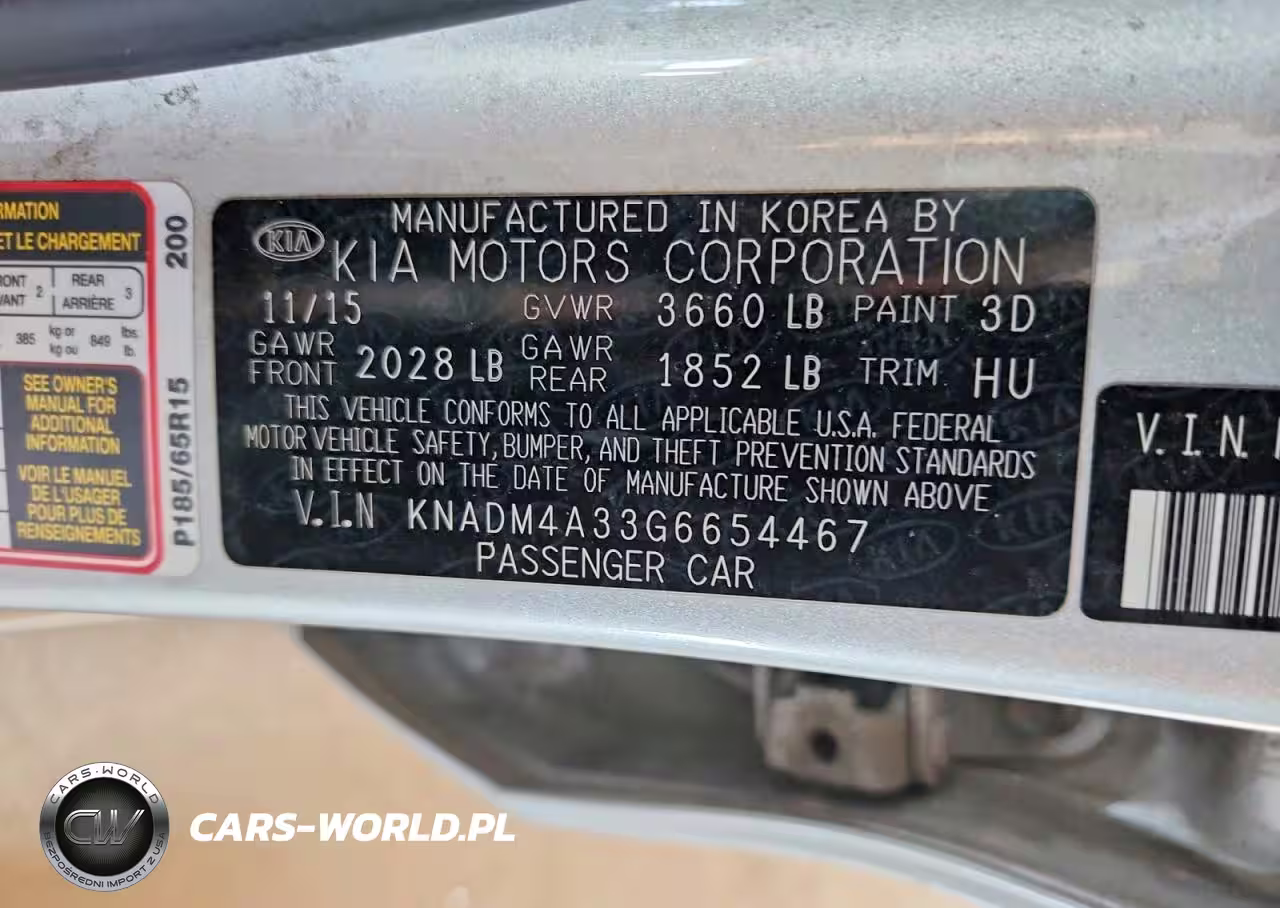 RMATION
ET LE CHARGEMENT
RONT 2 REAR 3
VANT ARRIÈRE
385 kg or 849 lbs.
kg ou lb.
SEE OWNER'S
MANUAL FOR
ADDITIONAL
INFORMATION
VOIR LE MANUEL
DE L'USAGER
POUR PLUS DE
RENSEIGNEMENTS
P185/65R15 200
KIA
MANUFACTURED IN KOREA BY
KIA MOTORS CORPORATION
11/15 GVWR 3660 LB PAINT 3D
GAWR FRONT 2028 LB GAWR REAR 1852 LB TRIM HU
THIS VEHICLE CONFORMS TO ALL APPLICABLE U.S.A. FEDERAL
MOTOR VEHICLE SAFETY, BUMPER, AND THEFT PREVENTION STANDARDS
IN EFFECT ON THE DATE OF MANUFACTURE SHOWN ABOVE.
V.I.N KNADM4A33G6654467
PASSENGER CAR
V.I.N.
CARS-WORLD
CW
BEZPOŚREDNI IMPORT Z USA
CARS-WORLD.PL